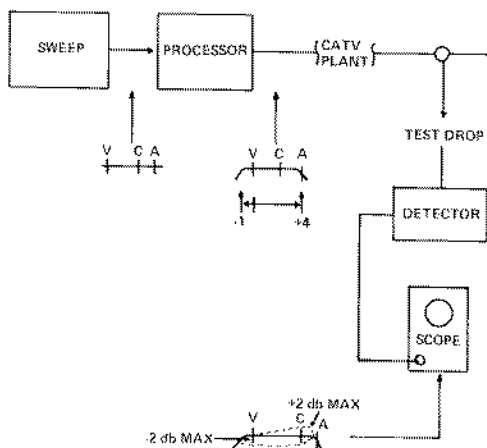 SWEEP
PROCESSOR
CATV
PLANT
TEST DROP
V C A
V C A
-1 +4
DETECTOR
SCOPE
+2 db MAX
V C A
-2 db MAX